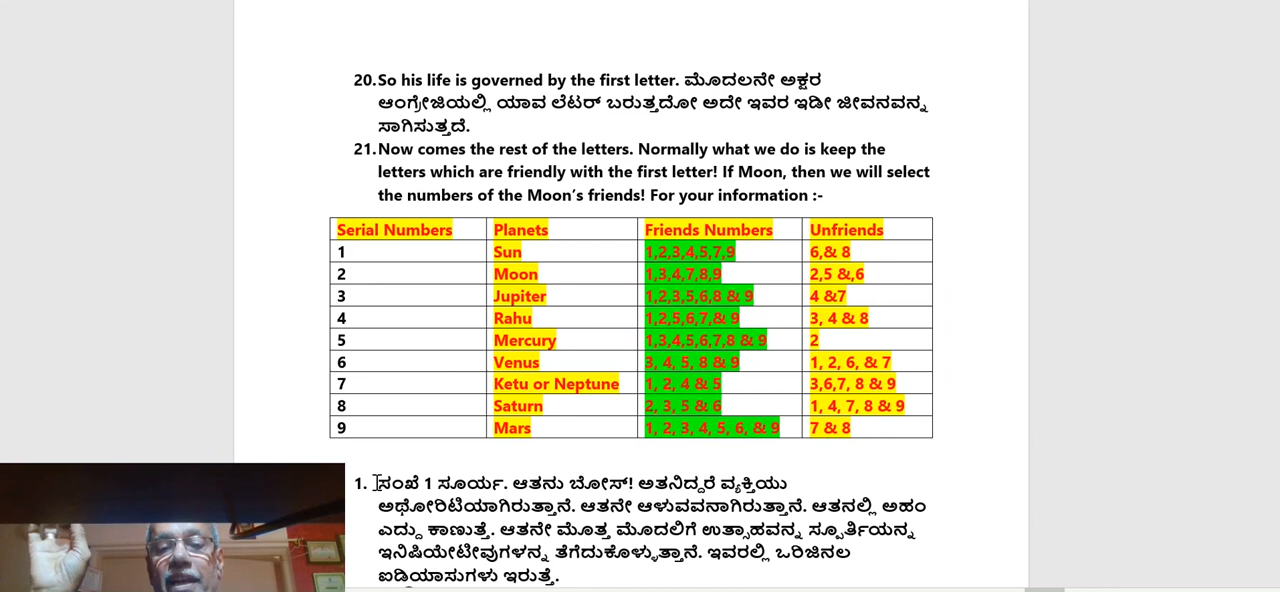 20.So his life is governed by the first letter. ಮೊದಲನೇ ಅಕ್ಷರ
ಆಂಗ್ರೇಜಿಯಲ್ಲಿ ಯಾವ ಲೆಟರ್ ಬರುತ್ತದೋ ಅದೇ ಇವರ ಇಡೀ ಜೀವನವನ್ನ
ಸಾಗಿಸುತ್ತದೆ.
21.Now comes the rest of the letters. Normally what we do is keep the
letters which are friendly with the first letter! If Moon, then we will select
the numbers of the Moon's friends! For your information :-
Serial Numbers Planets Friends Numbers Unfriends
1 Sun 1,2,3,4,5,7,9 6,& 8
2 Moon 1,3,4,7,8,9 2,5 &,6
3 Jupiter 1,2,3,5,6,8 & 9 4 &7
4 Rahu 1,2,5,6,7,& 9 3, 4 & 8
5 Mercury 1,3,4,5,6,7,8 & 9 2
6 Venus 3, 4, 5, 8 & 9 1, 2, 6, & 7
7 Ketu or Neptune 1, 2, 4 & 5 3,6,7, 8 & 9
8 Saturn 2, 3, 5 & 6 1, 4, 7, 8 & 9
9 Mars 1, 2, 3, 4, 5, 6, & 9 7 & 8
1. ಸಂಖೆ 1 ಸೂರ್ಯ. ಆತನು ಬೋಸ್! ಅತನಿದ್ದರೆ ವ್ಯಕ್ತಿಯು
ಅಥೋರಿಟಿಯಾಗಿರುತ್ತಾನೆ. ಆತನೇ ಆಳುವವನಾಗಿರುತ್ತಾನೆ. ಆತನಲ್ಲಿ ಅಹಂ
ಎದ್ದು ಕಾಣುತ್ತೆ. ಆತನೇ ಮೊತ್ತ ಮೊದಲಿಗೆ ಉತ್ಸಾಹವನ್ನ ಸ್ಪೂರ್ತಿಯನ್ನ
ಇನಿಷಿಯೇಟೀವುಗಳನ್ನ ತೆಗೆದುಕೊಳ್ಳುತ್ತಾನೆ. ಇವರಲ್ಲಿ ಒರಿಜಿನಲ
ಐಡಿಯಾಸುಗಳು ಇರುತ್ತೆ.